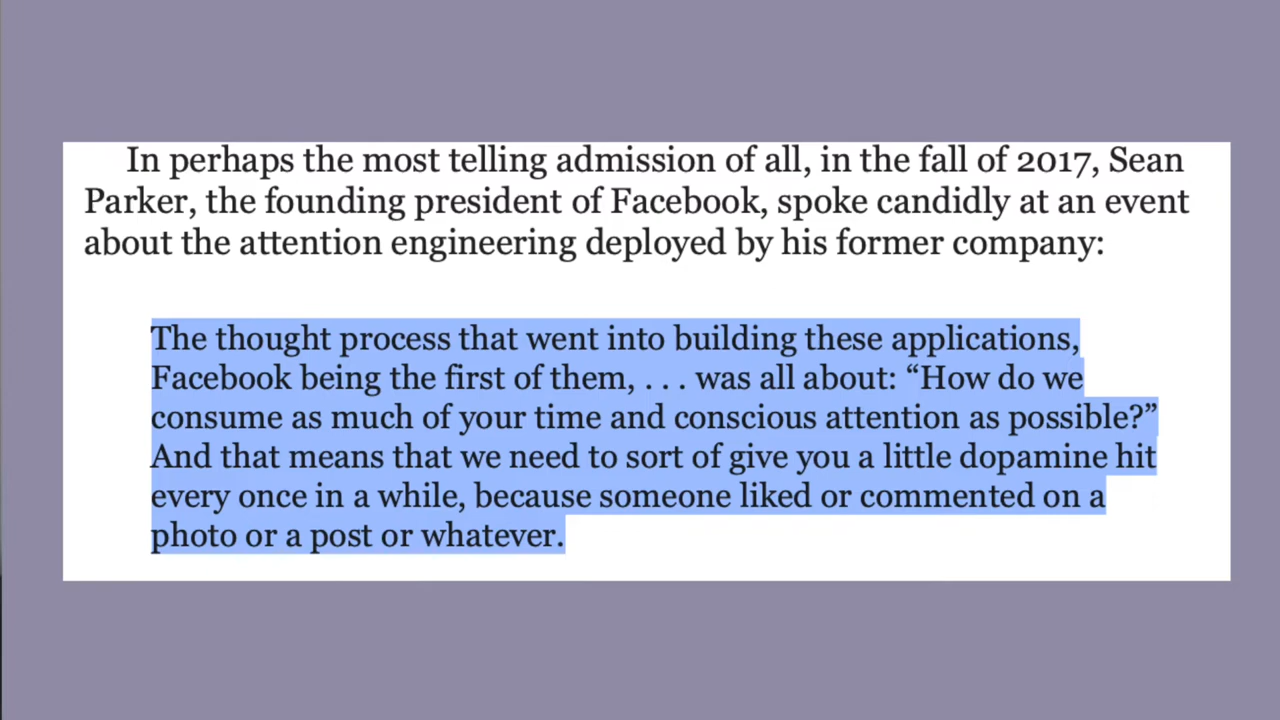 In perhaps the most telling admission of all, in the fall of 2017, Sean
Parker, the founding president of Facebook, spoke candidly at an event
about the attention engineering deployed by his former company:
The thought process that went into building these applications,
Facebook being the first of them, . . . was all about: “How do we
consume as much of your time and conscious attention as possible?”
And that means that we need to sort of give you a little dopamine hit
every once in a while, because someone liked or commented on a
photo or a post or whatever.